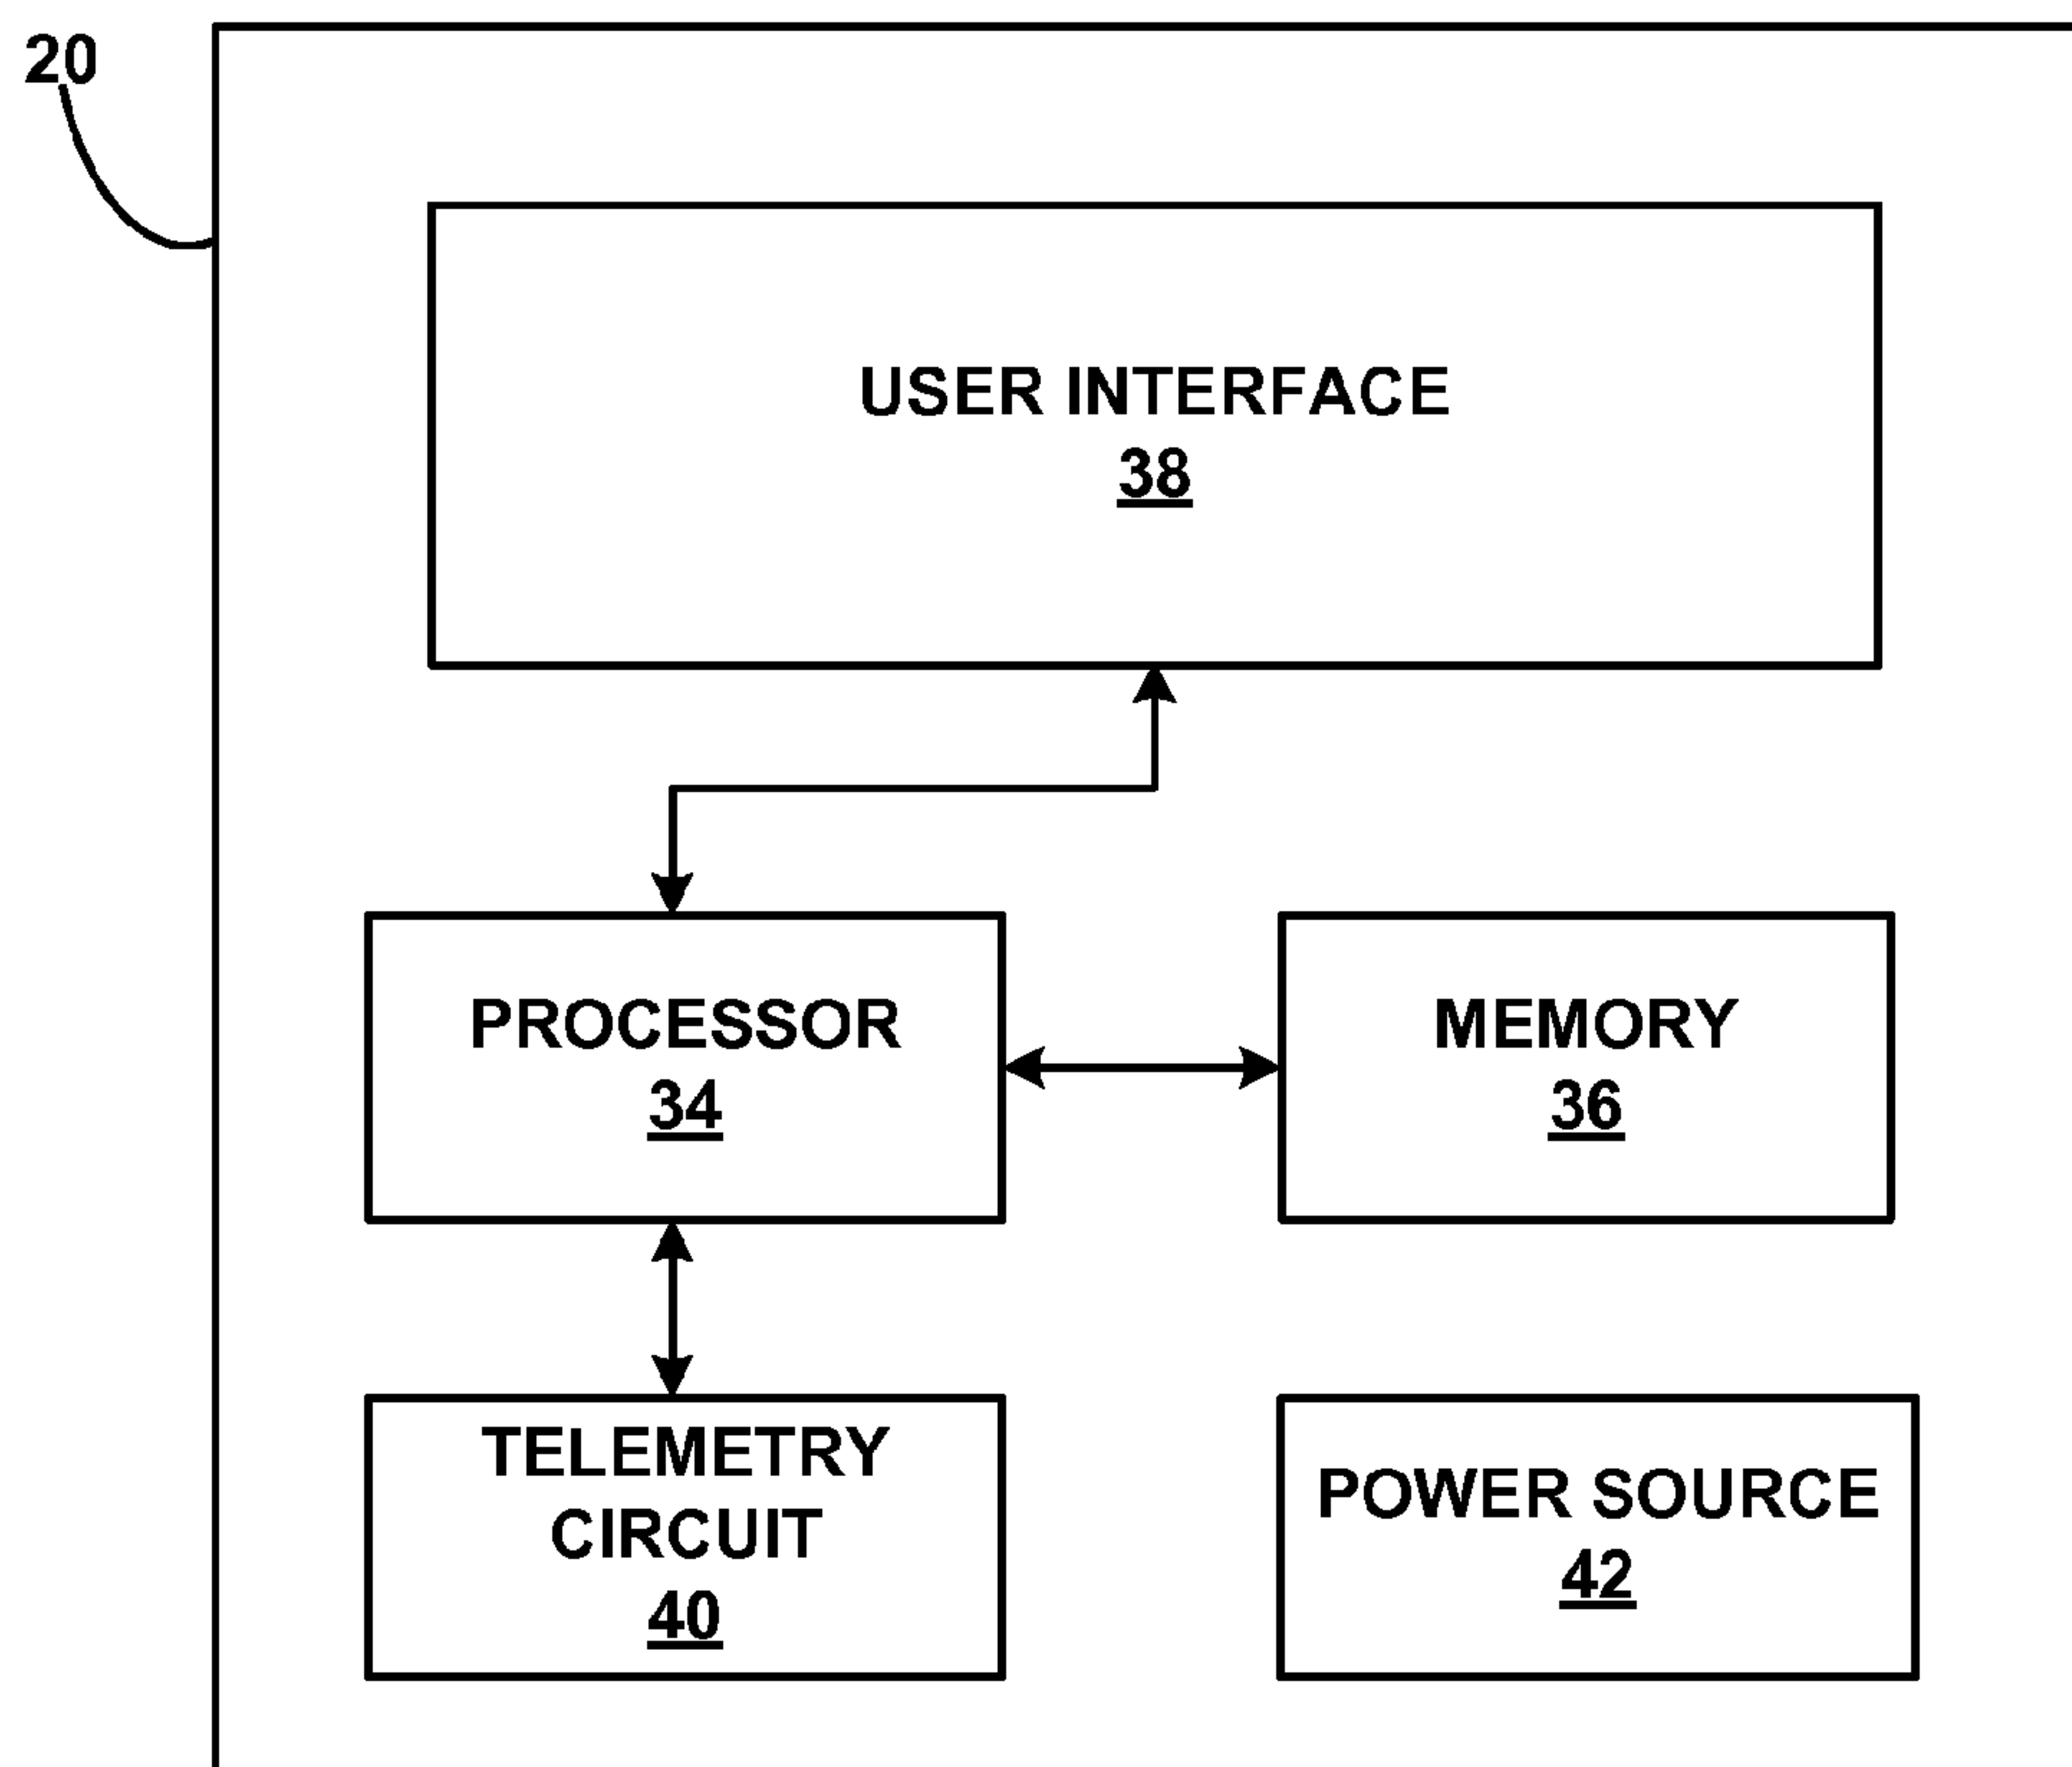 20
USER INTERFACE
38
PROCESSOR
34
MEMORY
36
TELEMETRY
CIRCUIT
40
POWER SOURCE
42